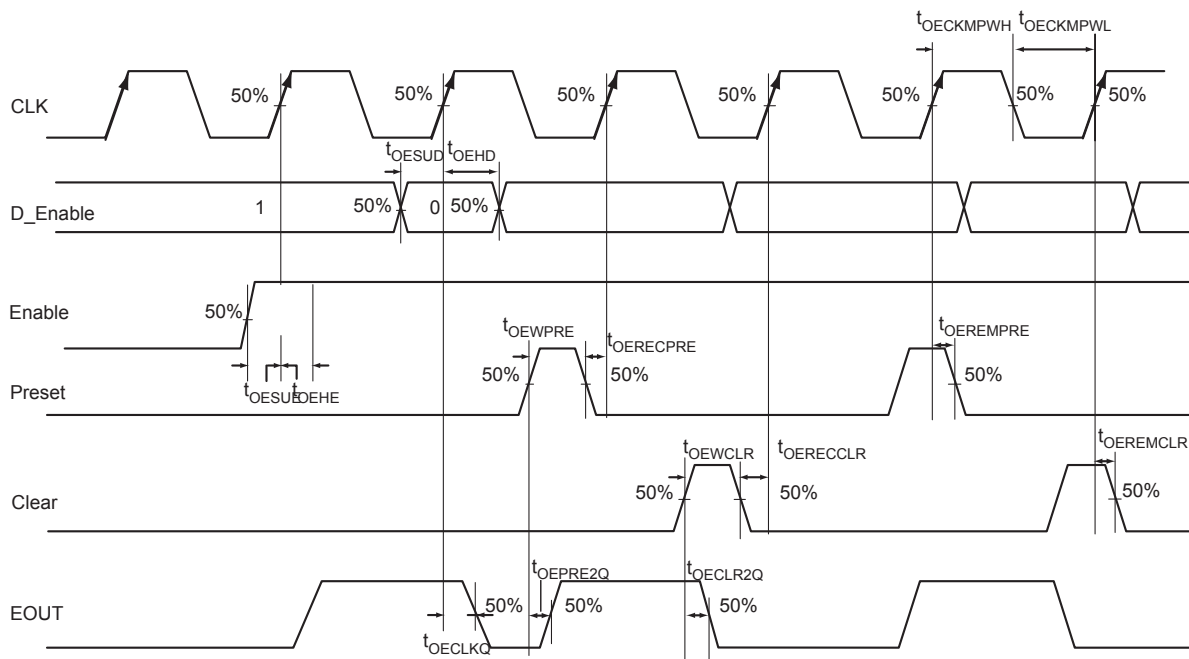 tOECKMPWH tOECKMPWL
CLK 50% 50% 50% 50% 50% 50% 50%
tOESUD tOEHD
D_Enable 1 50% 0 50%
Enable 50%
tOESUE tOEHE
tOEWPRE tOERECPRE tOEREMPRE
Preset 50% 50% 50%
tOEWCLR tOERECCLR tOEREMCLR
Clear 50% 50% 50%
tOEPRE2Q tOECLR2Q
EOUT 50% 50% 50%
tOECLKQ